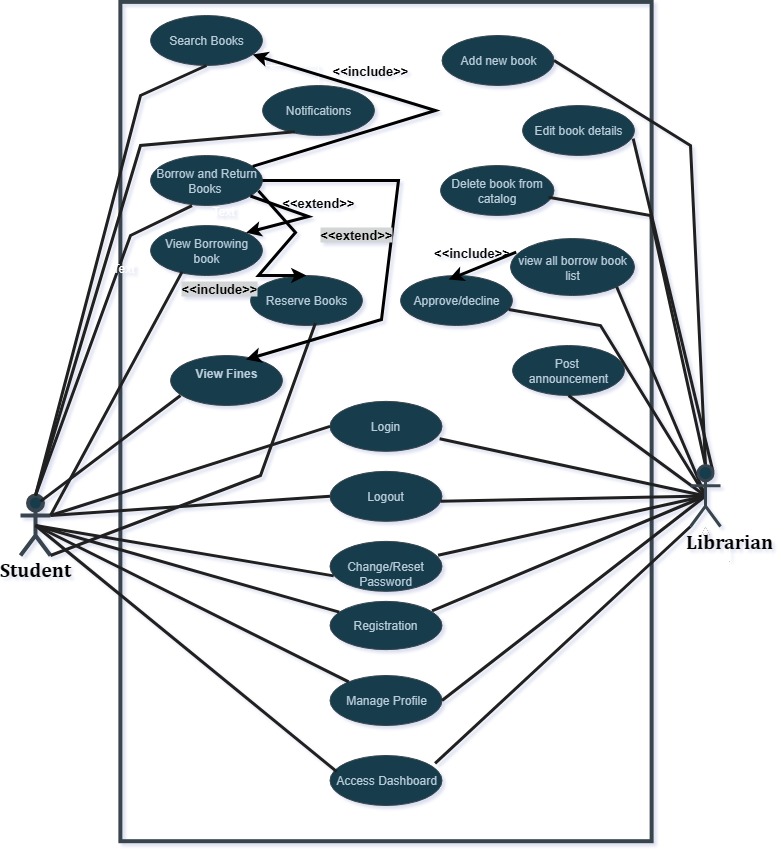 Search Books
<<include>>
Add new book
Notifications
Edit book details
Borrow and Return
Books
Delete book from
catalog
<<extend>>
Text
<<extend>>
View Borrowing
book
<<include>>
view all borrow book
list
Text
<<include>>
Reserve Books
Approve/decline
View Fines
Post
announcement
Login
Logout
Librarian
Student
Change/Reset
Password
Registration
Manage Profile
Access Dashboard